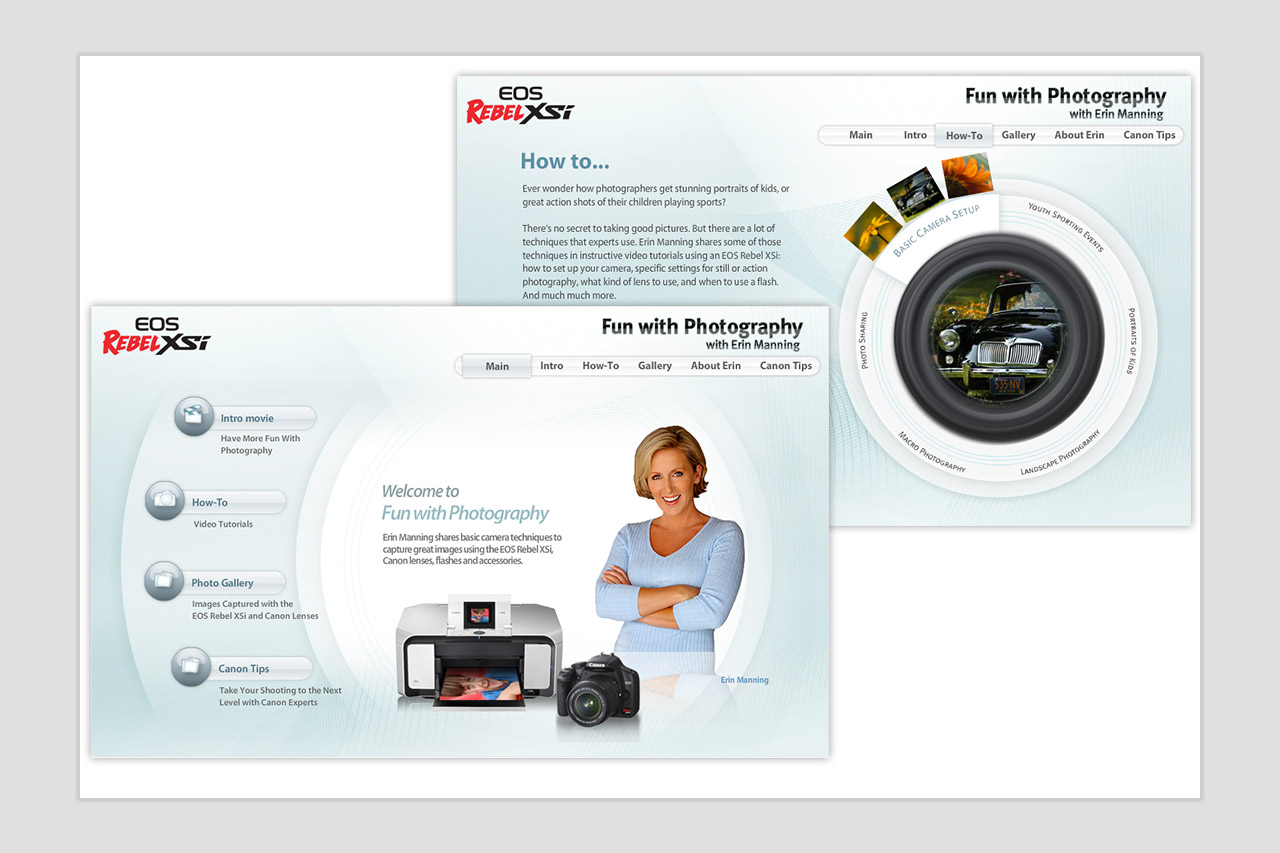 EOS
REBEL XSi
Fun with Photography
with Erin Manning
Main Intro How-To Gallery About Erin Canon Tips
How to...
Ever wonder how photographers get stunning portraits of kids, or
great action shots of their children playing sports?
There's no secret to taking good pictures. But there are a lot of
techniques that experts use. Erin Manning shares some of those
techniques in instructive video tutorials using an EOS Rebel XSi:
how to set up your camera, specific settings for still or action
photography, what kind of lens to use, and when to use a flash.
And much much more.
BASIC CAMERA SETUP
YOUTH SPORTING EVENTS
PORTRAITS OF KIDS
LANDSCAPE PHOTOGRAPHY
MACRO PHOTOGRAPHY
PHOTO SHARING
535 NV
EOS
REBEL XSi
Fun with Photography
with Erin Manning
Main Intro How-To Gallery About Erin Canon Tips
Intro movie
Have More Fun With
Photography
How-To
Video Tutorials
Photo Gallery
Images Captured with the
EOS Rebel XSi and Canon Lenses
Canon Tips
Take Your Shooting to the Next
Level with Canon Experts
Welcome to
Fun with Photography
Erin Manning shares basic camera techniques to
capture great images using the EOS Rebel XSi,
Canon lenses, flashes and accessories.
Canon
Erin Manning